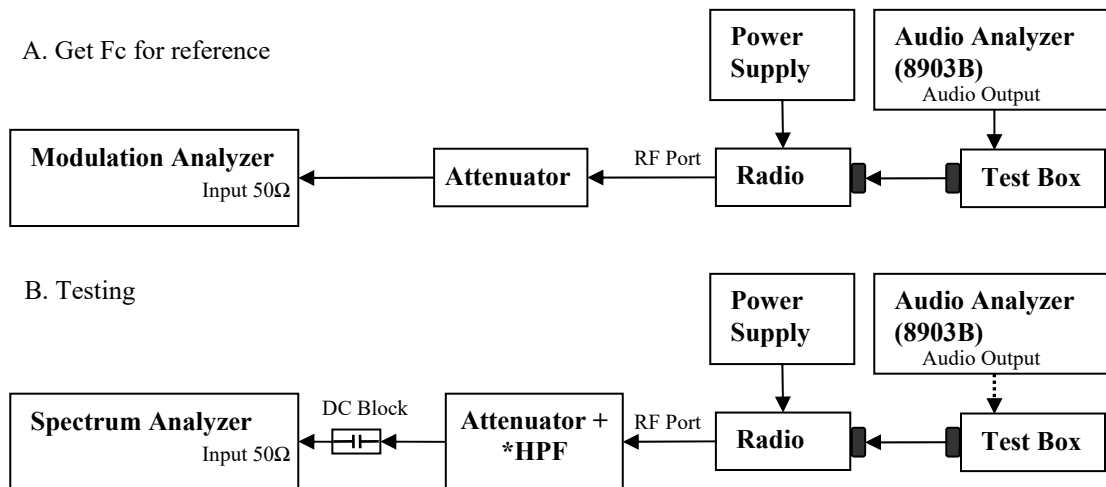 A. Get Fc for reference
Power
Supply
Audio Analyzer
(8903B)
Audio Output
Modulation Analyzer
Input 50Ω
Attenuator
RF Port
Radio
Test Box
B. Testing
Power
Supply
Audio Analyzer
(8903B)
Audio Output
Spectrum Analyzer
Input 50Ω
DC Block
Attenuator +
*HPF
RF Port
Radio
Test Box